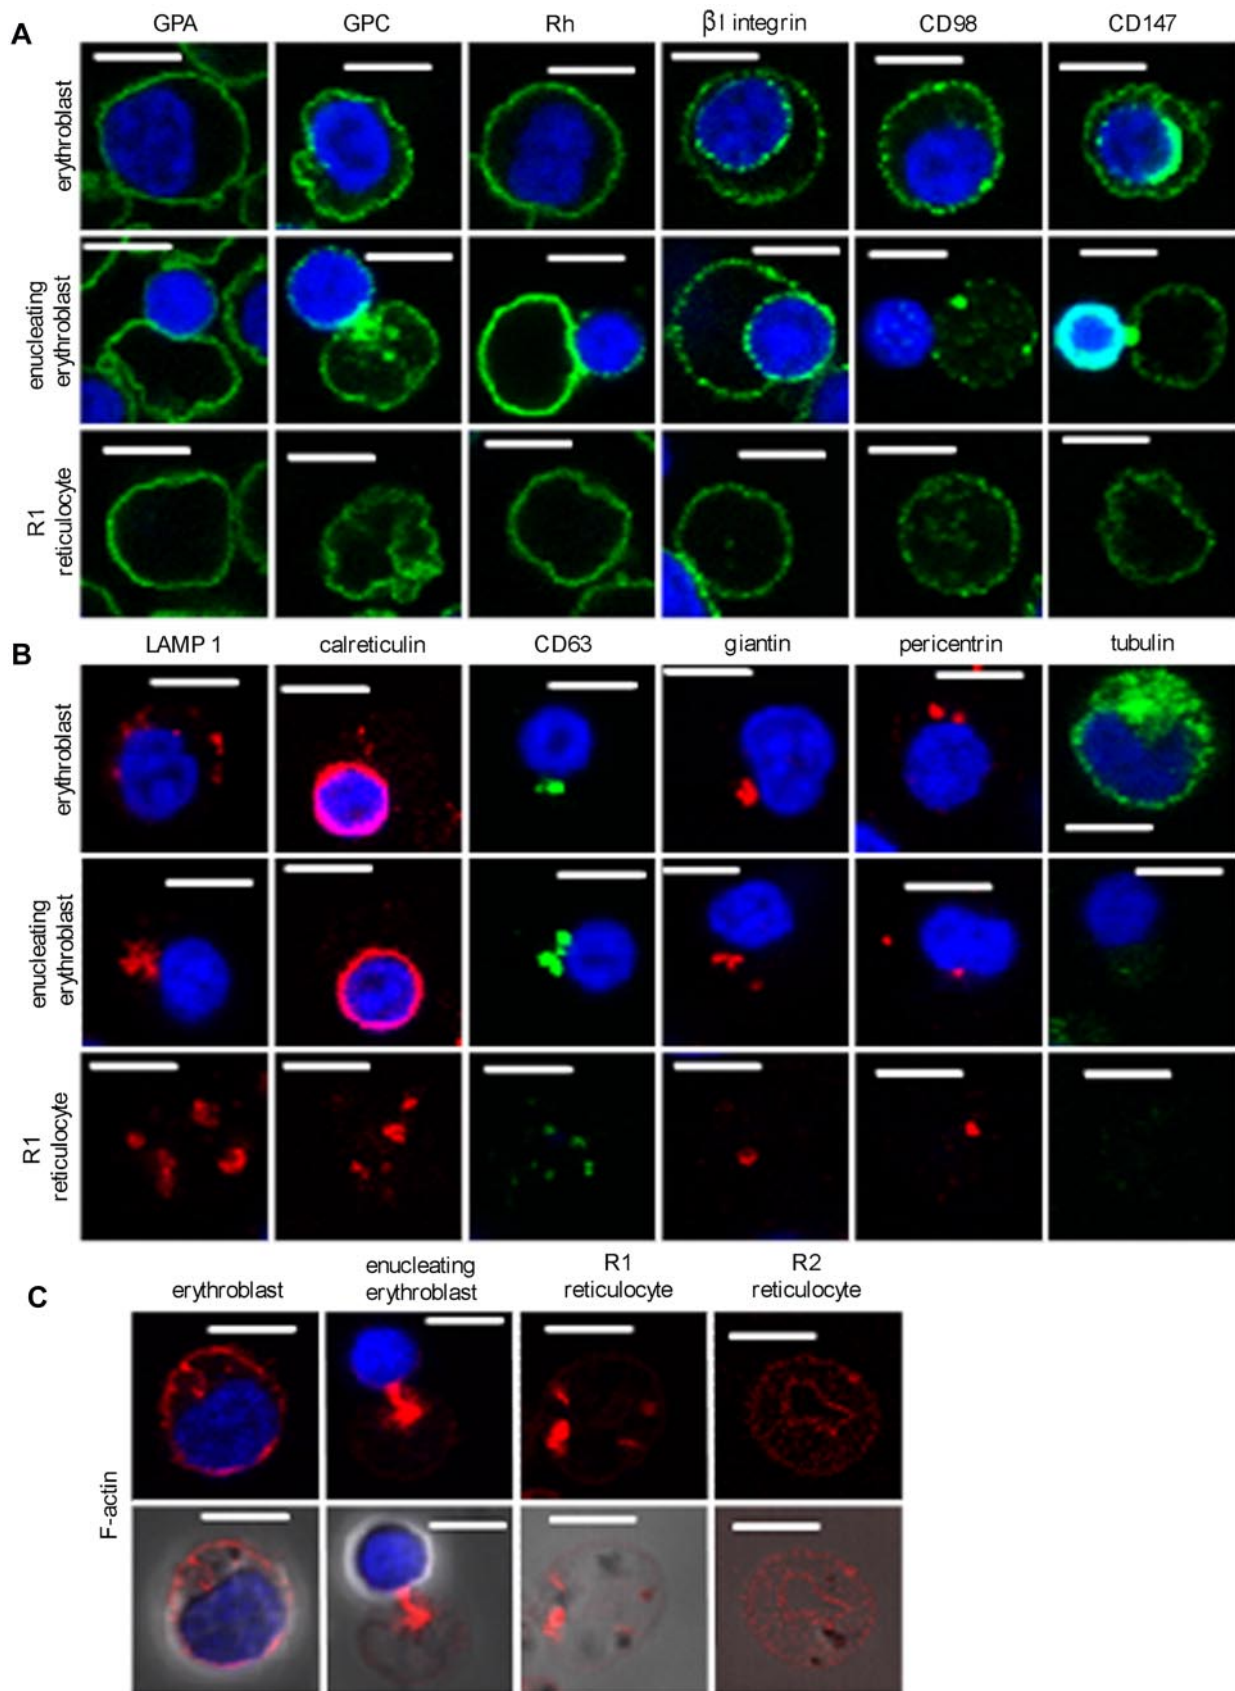 A
GPA GPC Rh β1 integrin CD98 CD147
erythroblast
enucleating
erythroblast
R1
reticulocyte
B
LAMP 1 calreticulin CD63 giantin pericentrin tubulin
erythroblast
enucleating
erythroblast
R1
reticulocyte
C
erythroblast
enucleating
erythroblast
R1
reticulocyte
R2
reticulocyte
F-actin